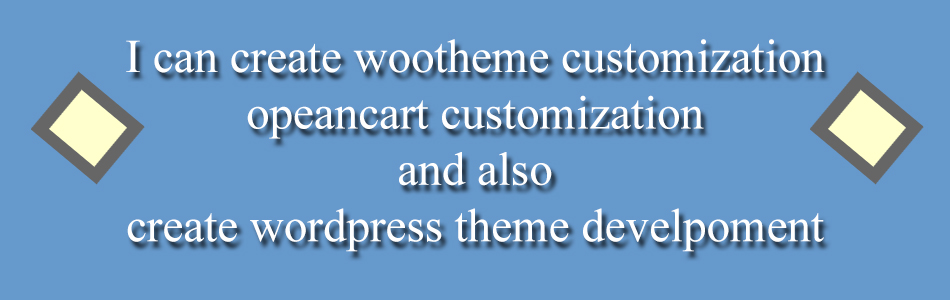 I can create wootheme customization
opeancart customization
and also
create wordpress theme develpoment